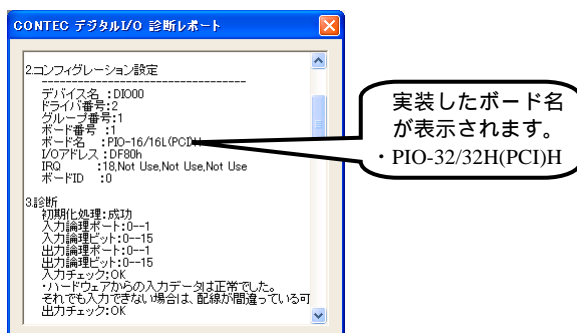 CONTEC デジタルI/O 診断レポート
2.コンフィグレーション設定
----------------------------------
デバイス名 :DIO00
ドライバ番号:2
グループ番号:1
ボード番号 :1
ボード名 :PIO-16/16L(PCI)H
I/Oアドレス :DF80h
IRQ :18,Not Use,Not Use,Not Use
ボードID :0
3.診断
初期化処理:成功
入力論理ポート:0--1
入力論理ビット:0--15
出力論理ポート:0--1
出力論理ビット:0--15
入力チェック:OK
・ハードウェアからの入力データは正常でした。
それでも入力できない場合は、配線が間違っている可
出力チェック:OK
実装したボード名
が表示されます。
・PIO-32/32H(PCI)H